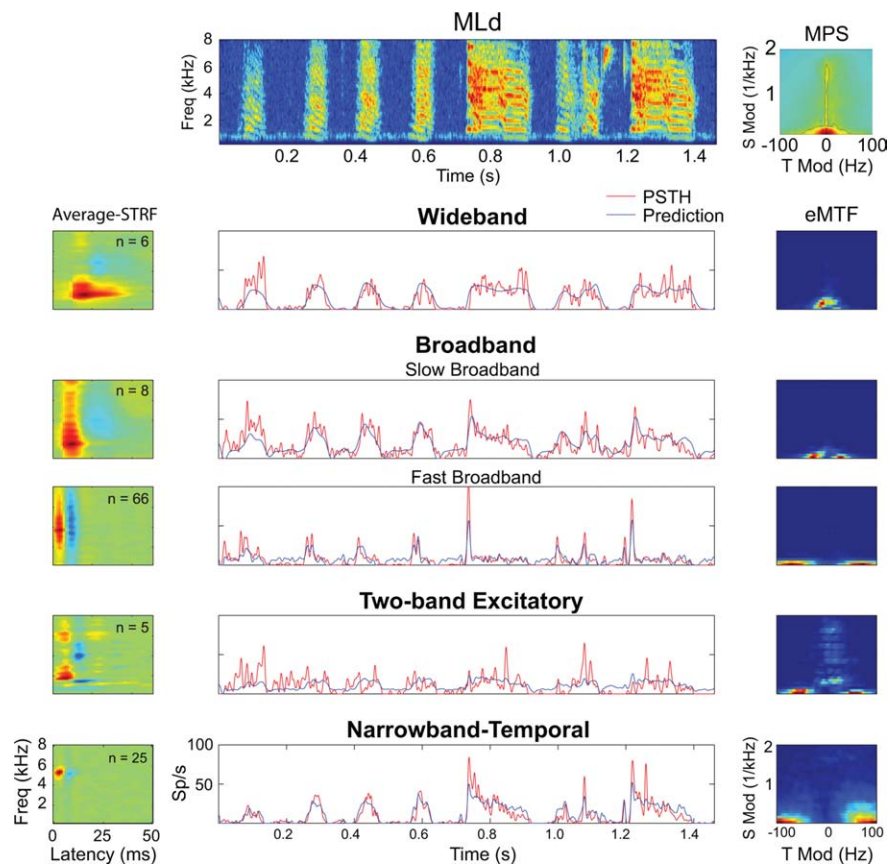 MLd
MPS
Freq (kHz)
8
6
4
2
0.2
0.4
0.6
0.8
1.0
1.2
1.4
Time (s)
S Mod (1/kHz)
2
1
-100
0
100
T Mod (Hz)
PSTH
Prediction
Average-STRF
Wideband
eMTF
n = 6
Broadband
Slow Broadband
n = 8
Fast Broadband
n = 66
Two-band Excitatory
n = 5
Narrowband-Temporal
Freq (kHz)
8
6
4
2
n = 25
0
25
50
Latency (ms)
Sp/s
100
50
0.2
0.4
0.6
0.8
1.0
1.2
1.4
Time (s)
S Mod (1/kHz)
2
1
0
-100
0
100
T Mod (Hz)